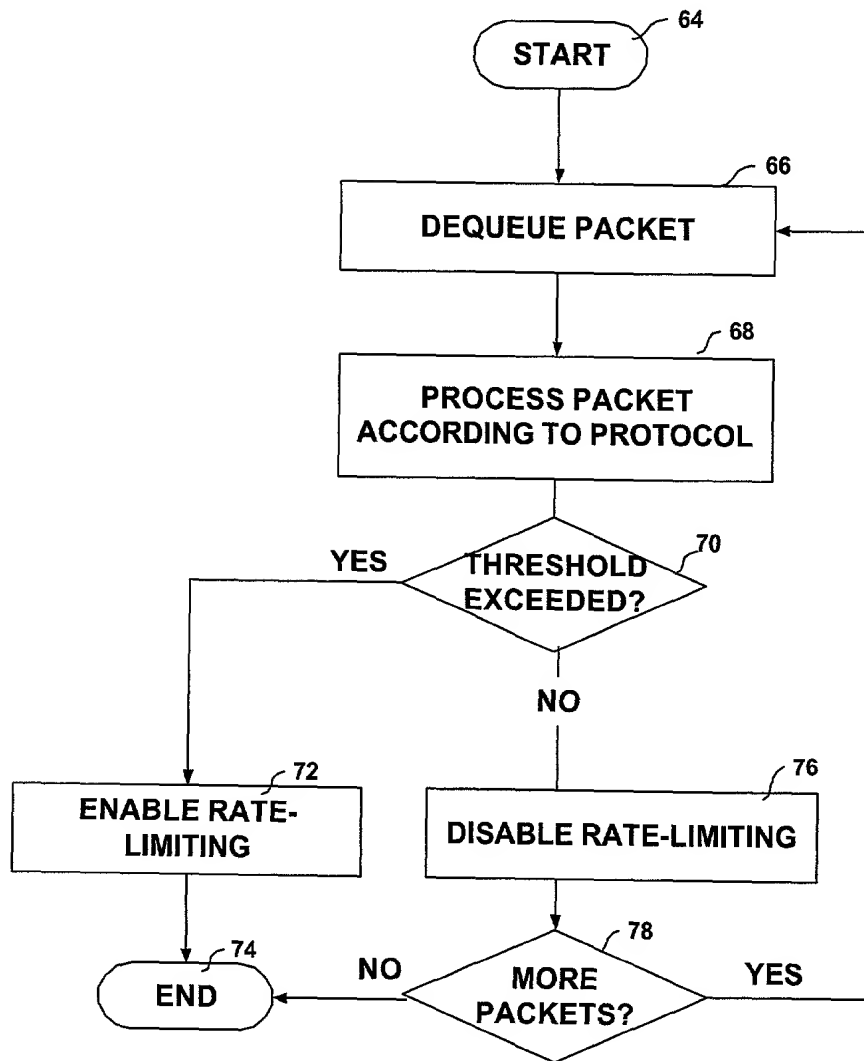 64
START
66
DEQUEUE PACKET
68
PROCESS PACKET
ACCORDING TO PROTOCOL
70
YES
THRESHOLD
EXCEEDED?
NO
72
ENABLE RATE-
LIMITING
76
DISABLE RATE-LIMITING
74
END
NO
78
MORE
PACKETS?
YES